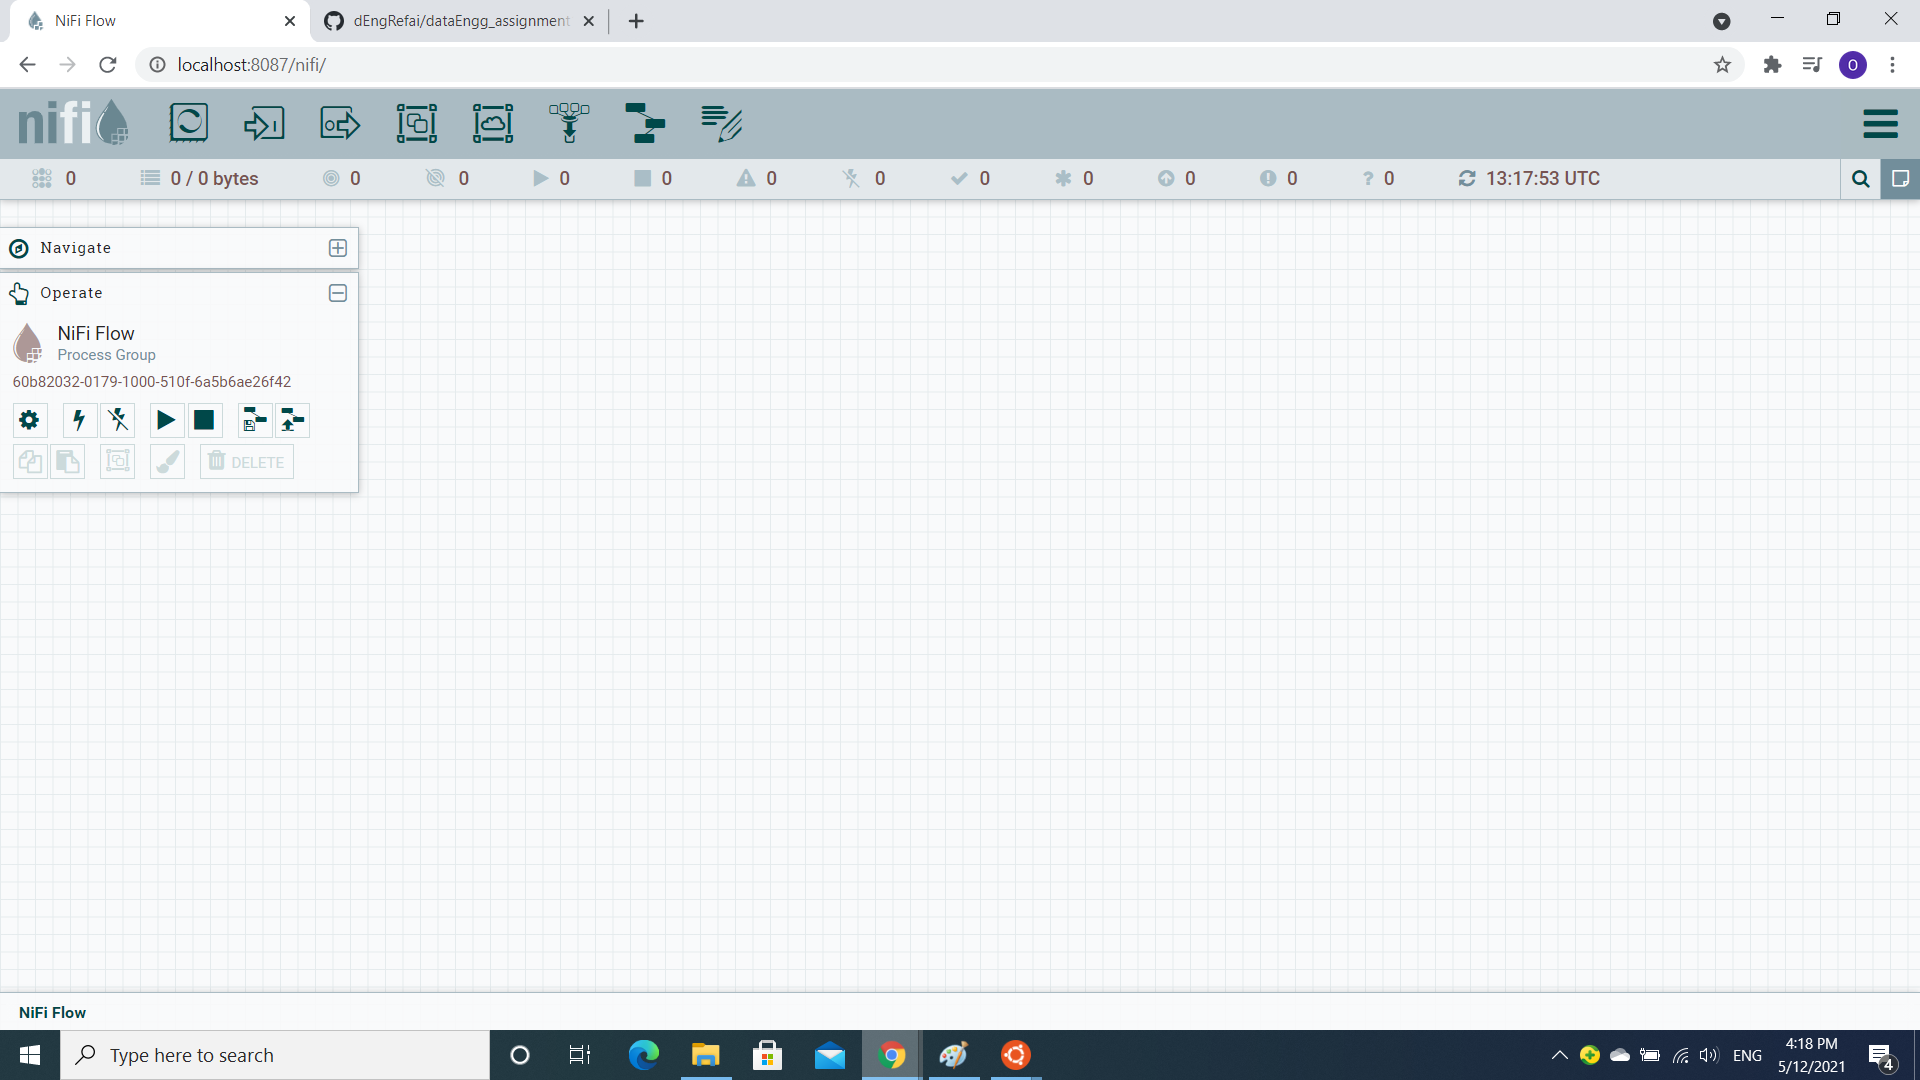 NiFi Flow
dEngRefai/dataEngg_assignment
localhost:8087/nifi/
O
nifi
0
0 / 0 bytes
0
0
0
0
0
0
0
0
0
0
0
13:17:53 UTC
Navigate
Operate
NiFi Flow
Process Group
60b82032-0179-1000-510f-6a5b6ae26f42
DELETE
NiFi Flow
Type here to search
ENG
4:18 PM
5/12/2021
4